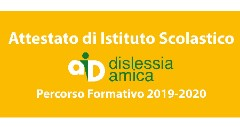 Attestato di Istituto Scolastico
aiD dislessia
amica
Percorso Formativo 2019-2020